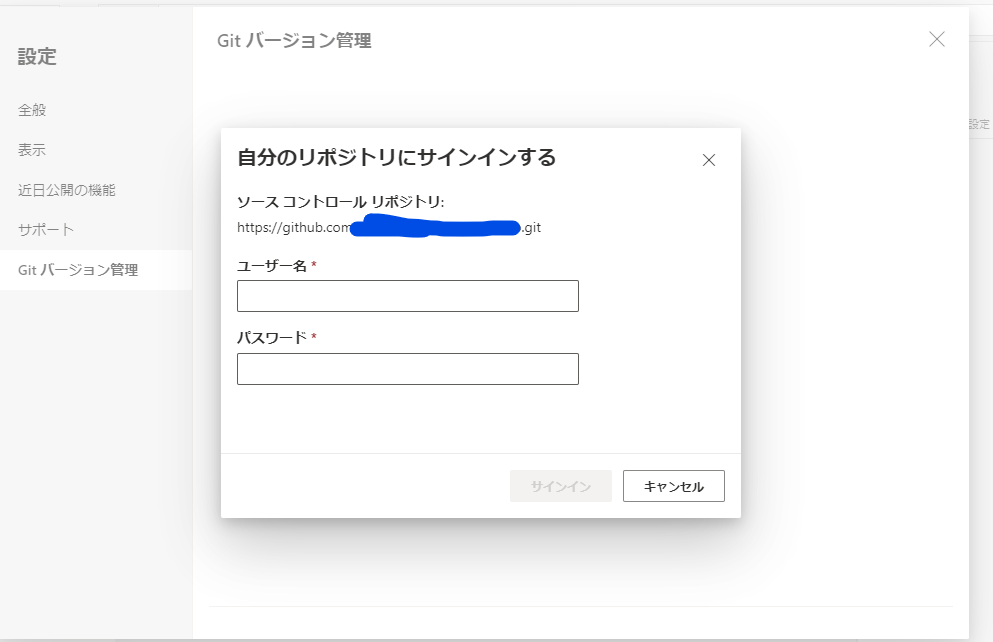 設定
全般
表示
近日公開の機能
サポート
Git バージョン管理
Git バージョン管理
設定
自分のリポジトリにサインインする
ソース コントロール リポジトリ:
https://github.com .git
ユーザー名 *
パスワード *
サインイン
キャンセル